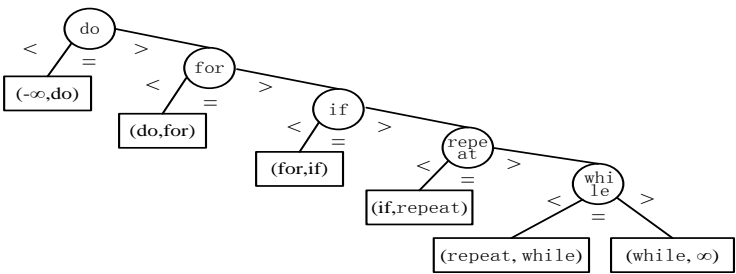 do
< = >
(-∞,do)
for
< = >
(do,for)
if
< = >
(for,if)
repe
at
< = >
(if,repeat)
whi
le
< = >
(repeat, while)
(while, ∞)